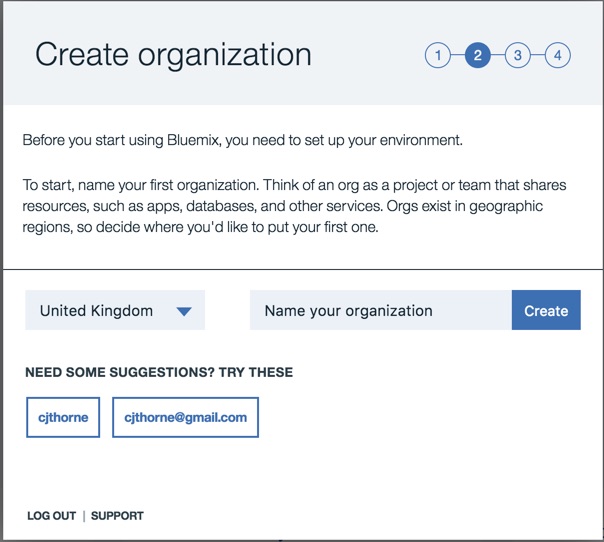 Create organization
1 2 3 4
Before you start using Bluemix, you need to set up your environment.
To start, name your first organization. Think of an org as a project or team that shares
resources, such as apps, databases, and other services. Orgs exist in geographic
regions, so decide where you'd like to put your first one.
United Kingdom Name your organization Create
NEED SOME SUGGESTIONS? TRY THESE
cjthorne cjthorne@gmail.com
LOG OUT | SUPPORT